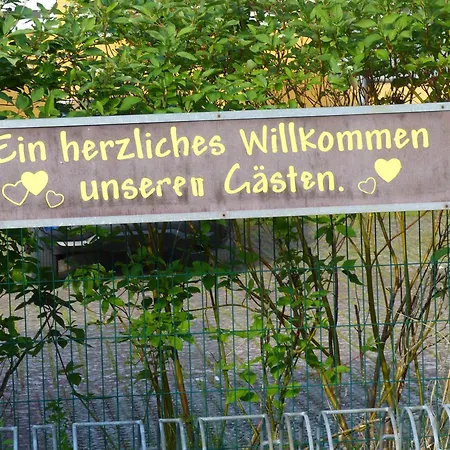 Ein herzliches Willkommen
unseren Gästen.